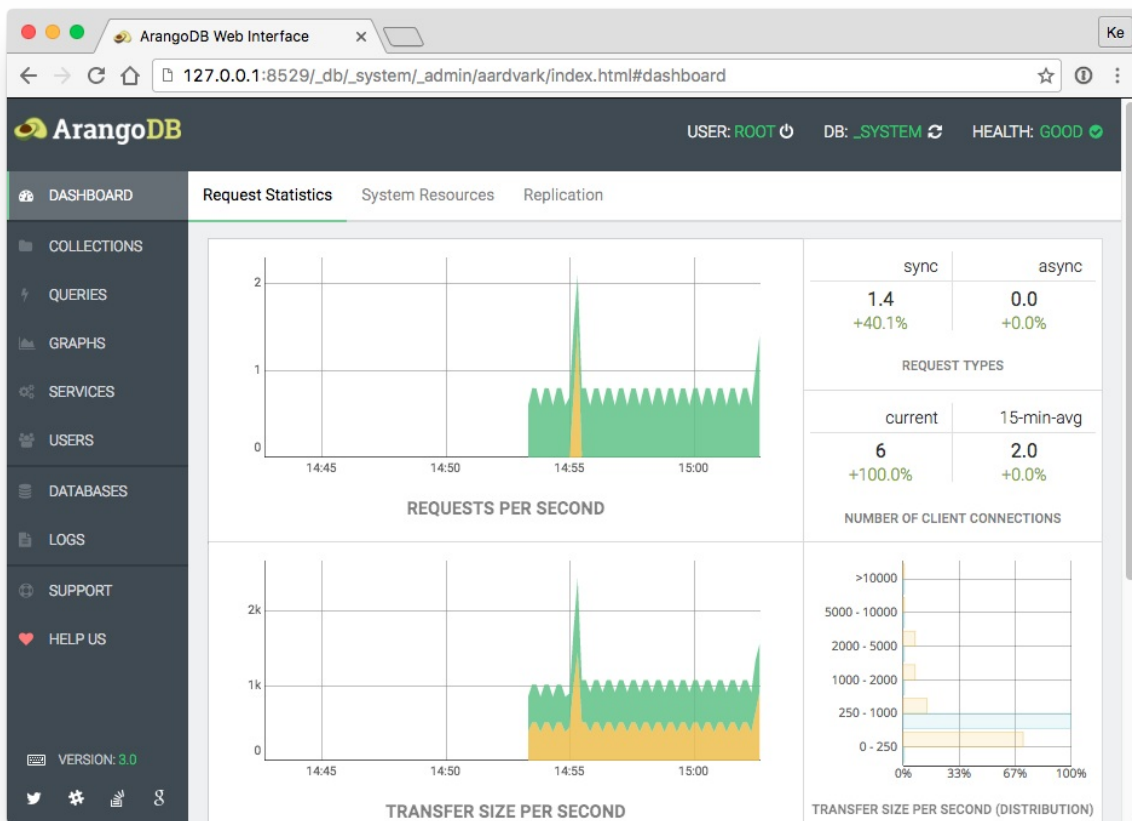 ArangoDB Web Interface
Ke
127.0.0.1:8529/_db/_system/_admin/aardvark/index.html#dashboard
ArangoDB
USER: ROOT DB: _SYSTEM HEALTH: GOOD
DASHBOARD
COLLECTIONS
QUERIES
GRAPHS
SERVICES
USERS
DATABASES
LOGS
SUPPORT
HELP US
VERSION: 3.0
Request Statistics System Resources Replication
2
1
0
14:45 14:50 14:55 15:00
REQUESTS PER SECOND
sync async
1.4 0.0
+40.1% +0.0%
REQUEST TYPES
current 15-min-avg
6 2.0
+100.0% +0.0%
NUMBER OF CLIENT CONNECTIONS
2k
1k
0
14:45 14:50 14:55 15:00
TRANSFER SIZE PER SECOND
>10000
5000 - 10000
2000 - 5000
1000 - 2000
250 - 1000
0 - 250
0% 33% 67% 100%
TRANSFER SIZE PER SECOND (DISTRIBUTION)